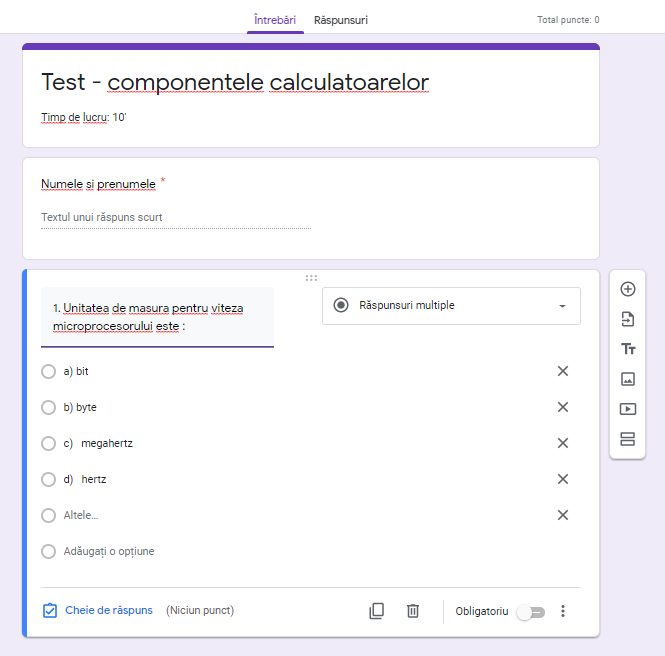 Întrebări Răspunsuri Total puncte: 0
Test - componentele calculatoarelor
Timp de lucru: 10'
Numele si prenumele *
Textul unui răspuns scurt
1. Unitatea de masura pentru viteza
microprocesorului este :
Răspunsuri multiple
a) bit
b) byte
c) megahertz
d) hertz
Altele...
Adăugați o opțiune
Cheie de răspuns (Niciun punct) Obligatoriu